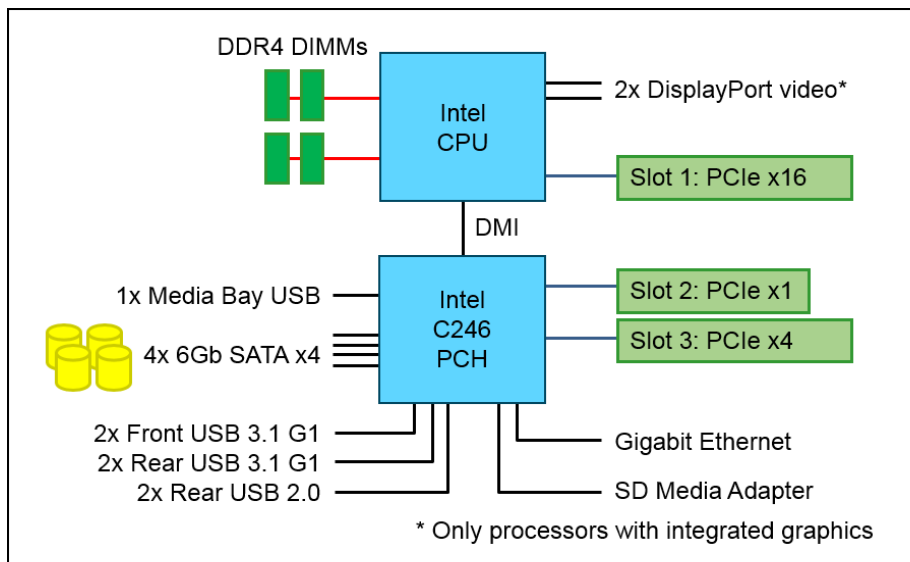 DDR4 DIMMs
Intel
CPU
2x DisplayPort video*
Slot 1: PCIe x16
DMI
1x Media Bay USB
Intel
C246
PCH
Slot 2: PCIe x1
4x 6Gb SATA x4
Slot 3: PCIe x4
2x Front USB 3.1 G1
2x Rear USB 3.1 G1
2x Rear USB 2.0
Gigabit Ethernet
SD Media Adapter
* Only processors with integrated graphics